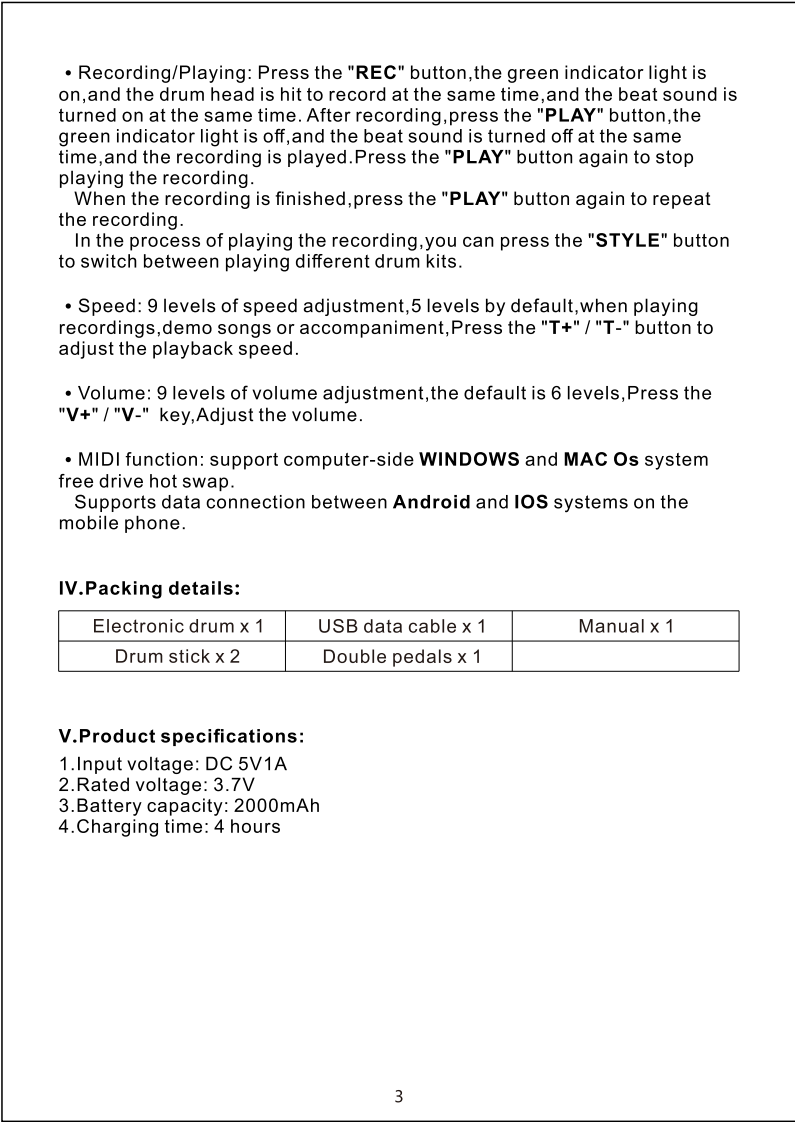 • Recording/Playing: Press the "REC" button,the green indicator light is
on,and the drum head is hit to record at the same time,and the beat sound is
turned on at the same time. After recording,press the "PLAY" button,the
green indicator light is off,and the beat sound is turned off at the same
time,and the recording is played.Press the "PLAY" button again to stop
playing the recording.
When the recording is finished,press the "PLAY" button again to repeat
the recording.
In the process of playing the recording,you can press the "STYLE" button
to switch between playing different drum kits.
• Speed: 9 levels of speed adjustment,5 levels by default,when playing
recordings,demo songs or accompaniment,Press the "T+" / "T-" button to
adjust the playback speed.
• Volume: 9 levels of volume adjustment,the default is 6 levels,Press the
"V+" / "V-" key,Adjust the volume.
• MIDI function: support computer-side WINDOWS and MAC Os system
free drive hot swap.
Supports data connection between Android and IOS systems on the
mobile phone.
IV.Packing details:
Electronic drum x 1 USB data cable x 1 Manual x 1
Drum stick x 2 Double pedals x 1
V.Product specifications:
1.Input voltage: DC 5V1A
2.Rated voltage: 3.7V
3.Battery capacity: 2000mAh
4.Charging time: 4 hours
3